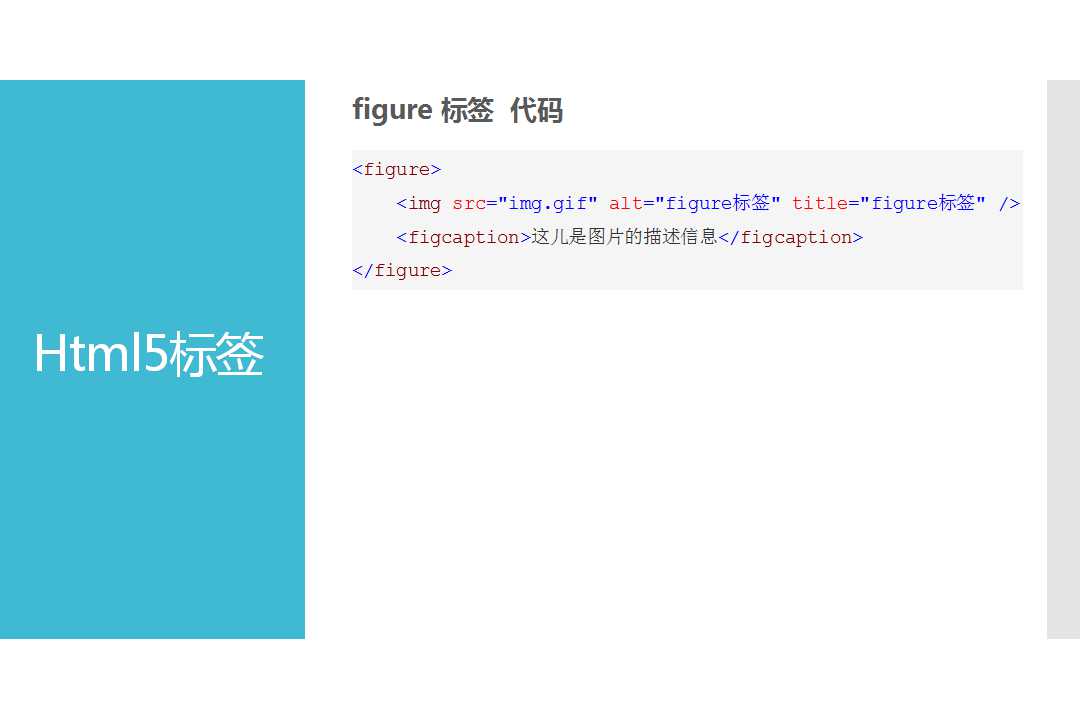 Html5标签
figure 标签 代码
<figure>
    <img src="img.gif" alt="figure标签" title="figure标签" />
    <figcaption>这儿是图片的描述信息</figcaption>
</figure>